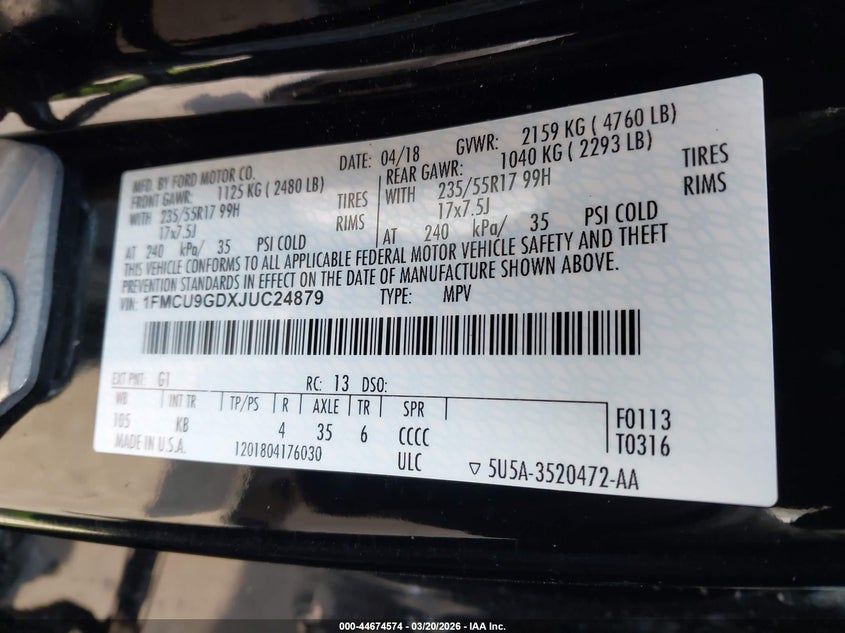 MFD. BY FORD MOTOR CO. DATE: 04/18 GVWR: 2159 KG ( 4760 LB)
FRONT GAWR: 1125 KG ( 2480 LB) REAR GAWR: 1040 KG ( 2293 LB)
WITH 235/55R17 99H TIRES WITH 235/55R17 99H TIRES
17x7.5J RIMS 17x7.5J RIMS
AT 240 kPa/ 35 PSI COLD AT 240 kPa/ 35 PSI COLD
THIS VEHICLE CONFORMS TO ALL APPLICABLE FEDERAL MOTOR VEHICLE SAFETY AND THEFT
PREVENTION STANDARDS IN EFFECT ON THE DATE OF MANUFACTURE SHOWN ABOVE.
VIN: 1FMCU9GDXJUC24879 TYPE: MPV
EXT PNT: G1 RC: 13 DSO:
WB INT TR TP/PS R AXLE TR SPR F0113
105 KB 4 35 6 CCCC T0316
MADE IN U.S.A. 1201804176030 ULC ▽ 5U5A-3520472-AA
000-44674574 | 03/20/2026 - IAA Inc.